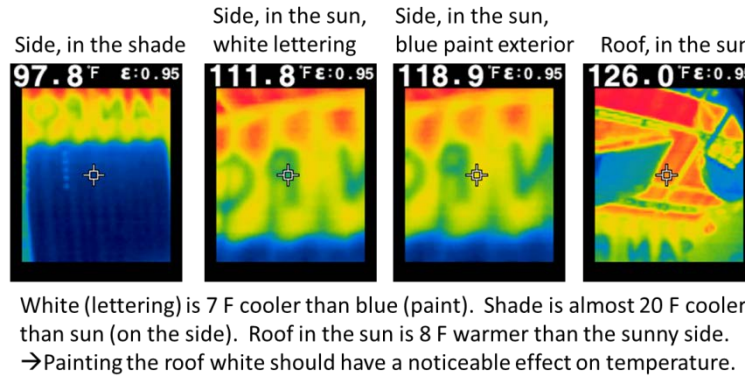 Side, in the shade
Side, in the sun,
white lettering
Side, in the sun,
blue paint exterior
Roof, in the sun
97.8°F ε:0.95
111.8°F ε:0.95
118.9°F ε:0.95
126.0°F ε:0.95
White (lettering) is 7 F cooler than blue (paint). Shade is almost 20 F cooler
than sun (on the side). Roof in the sun is 8 F warmer than the sunny side.
→Painting the roof white should have a noticeable effect on temperature.